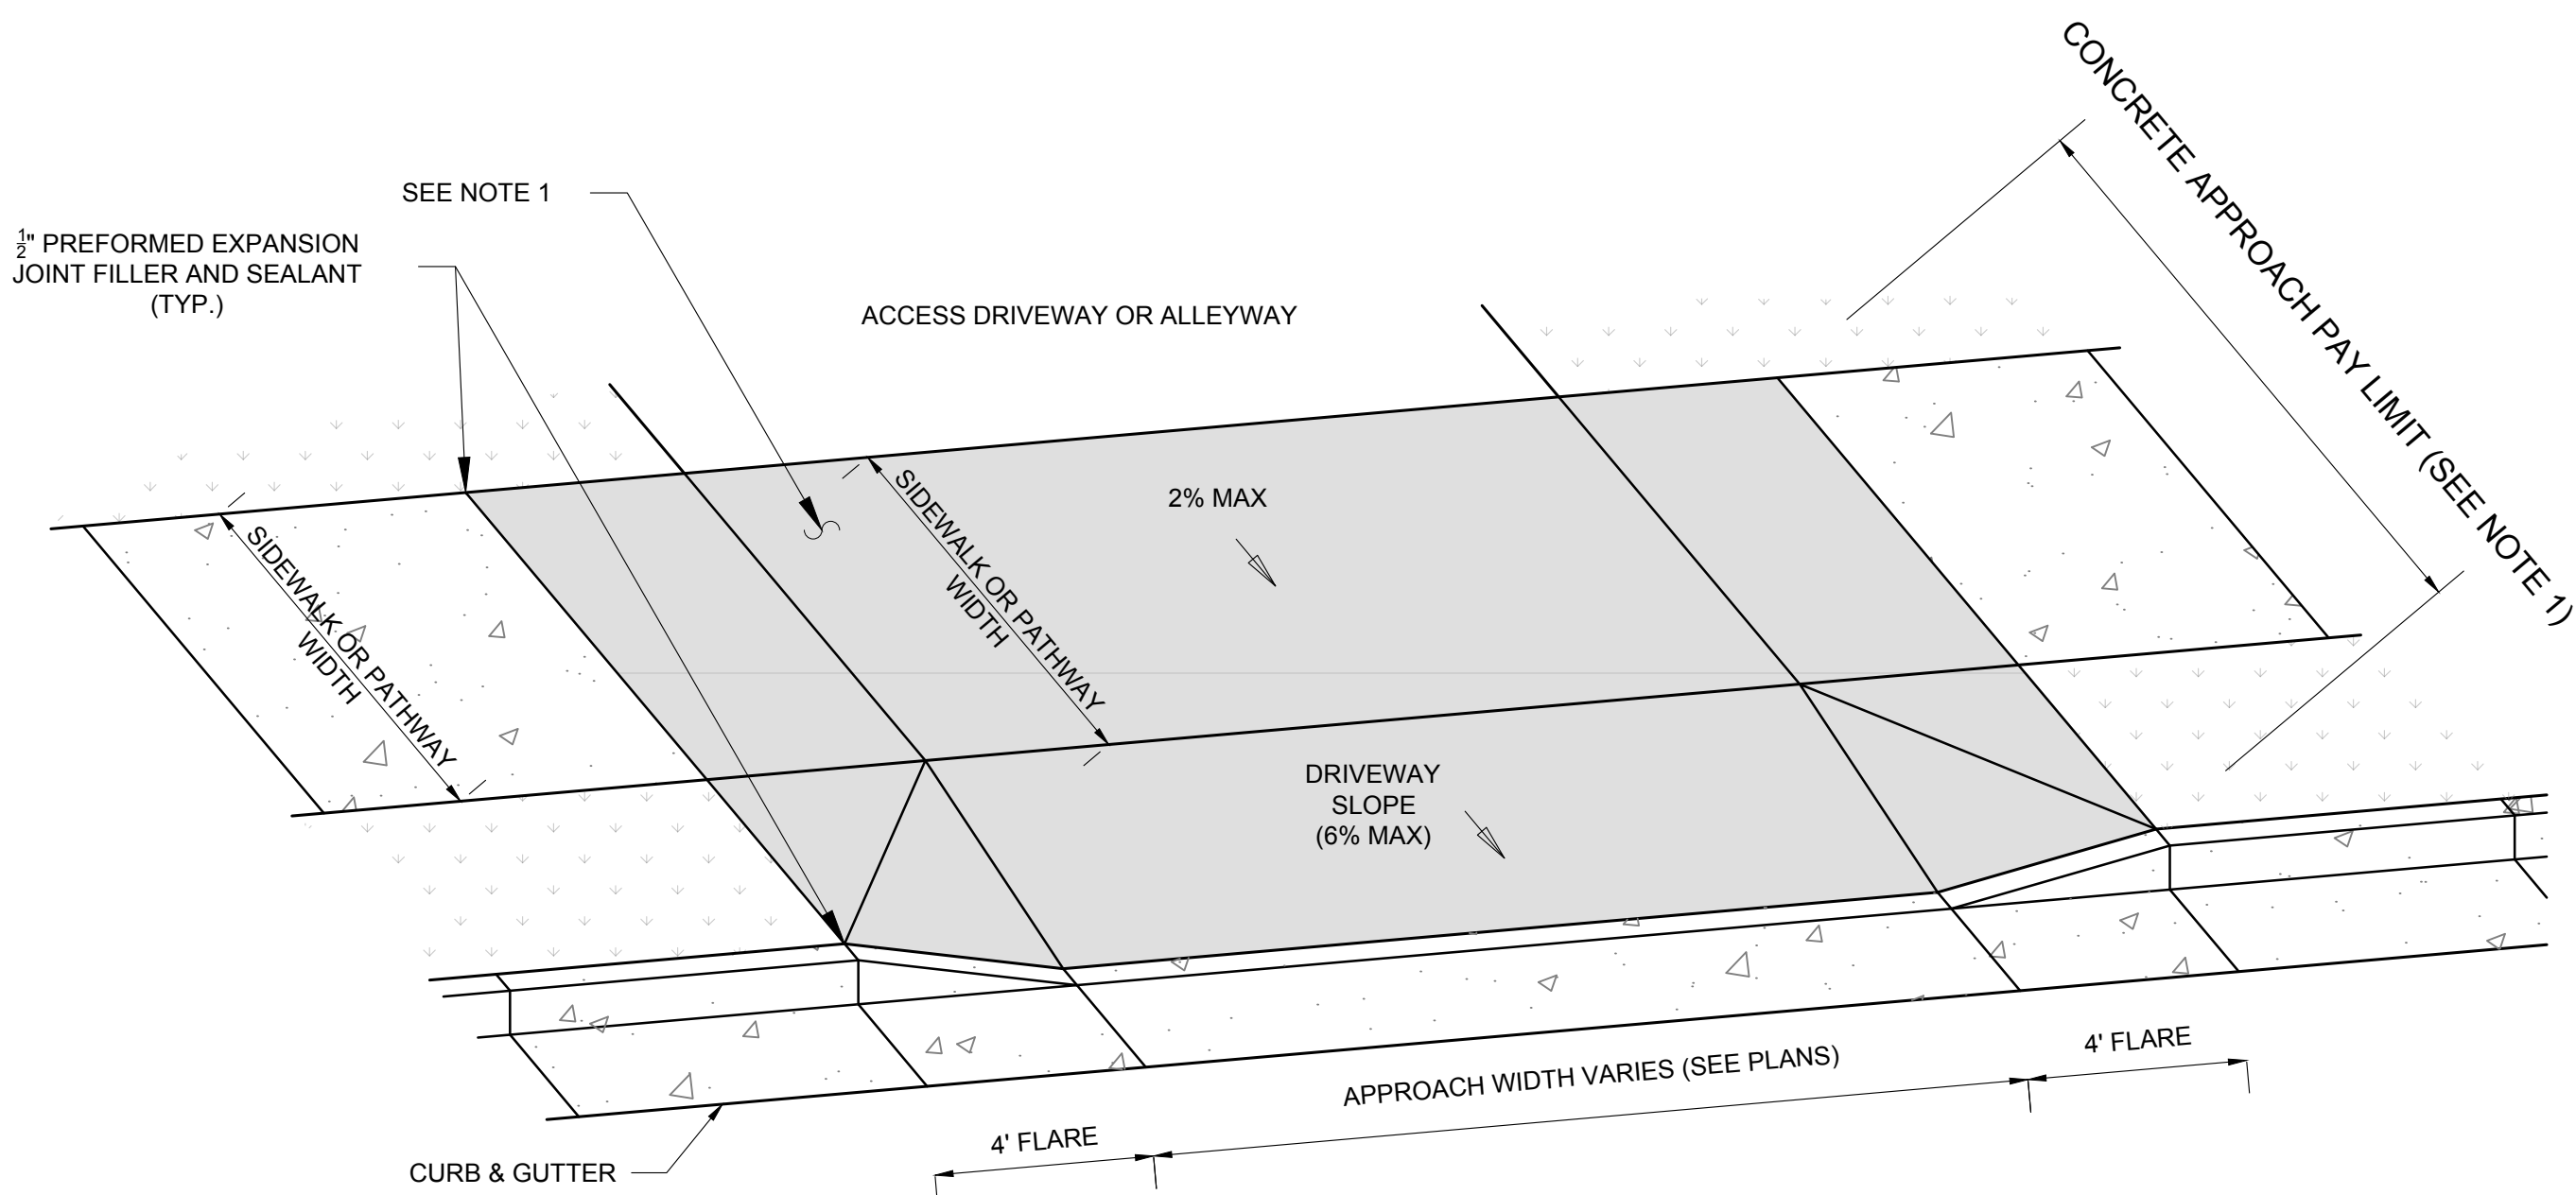 CONCRETE APPROACH PAY LIMIT (SEE NOTE 1)
SEE NOTE 1
1/2" PREFORMED EXPANSION
JOINT FILLER AND SEALANT
(TYP.)
ACCESS DRIVEWAY OR ALLEYWAY
SIDEWALK OR PATHWAY
WIDTH
2% MAX
SIDEWALK OR PATHWAY
WIDTH
DRIVEWAY
SLOPE
(6% MAX)
4' FLARE
APPROACH WIDTH VARIES (SEE PLANS)
4' FLARE
CURB & GUTTER